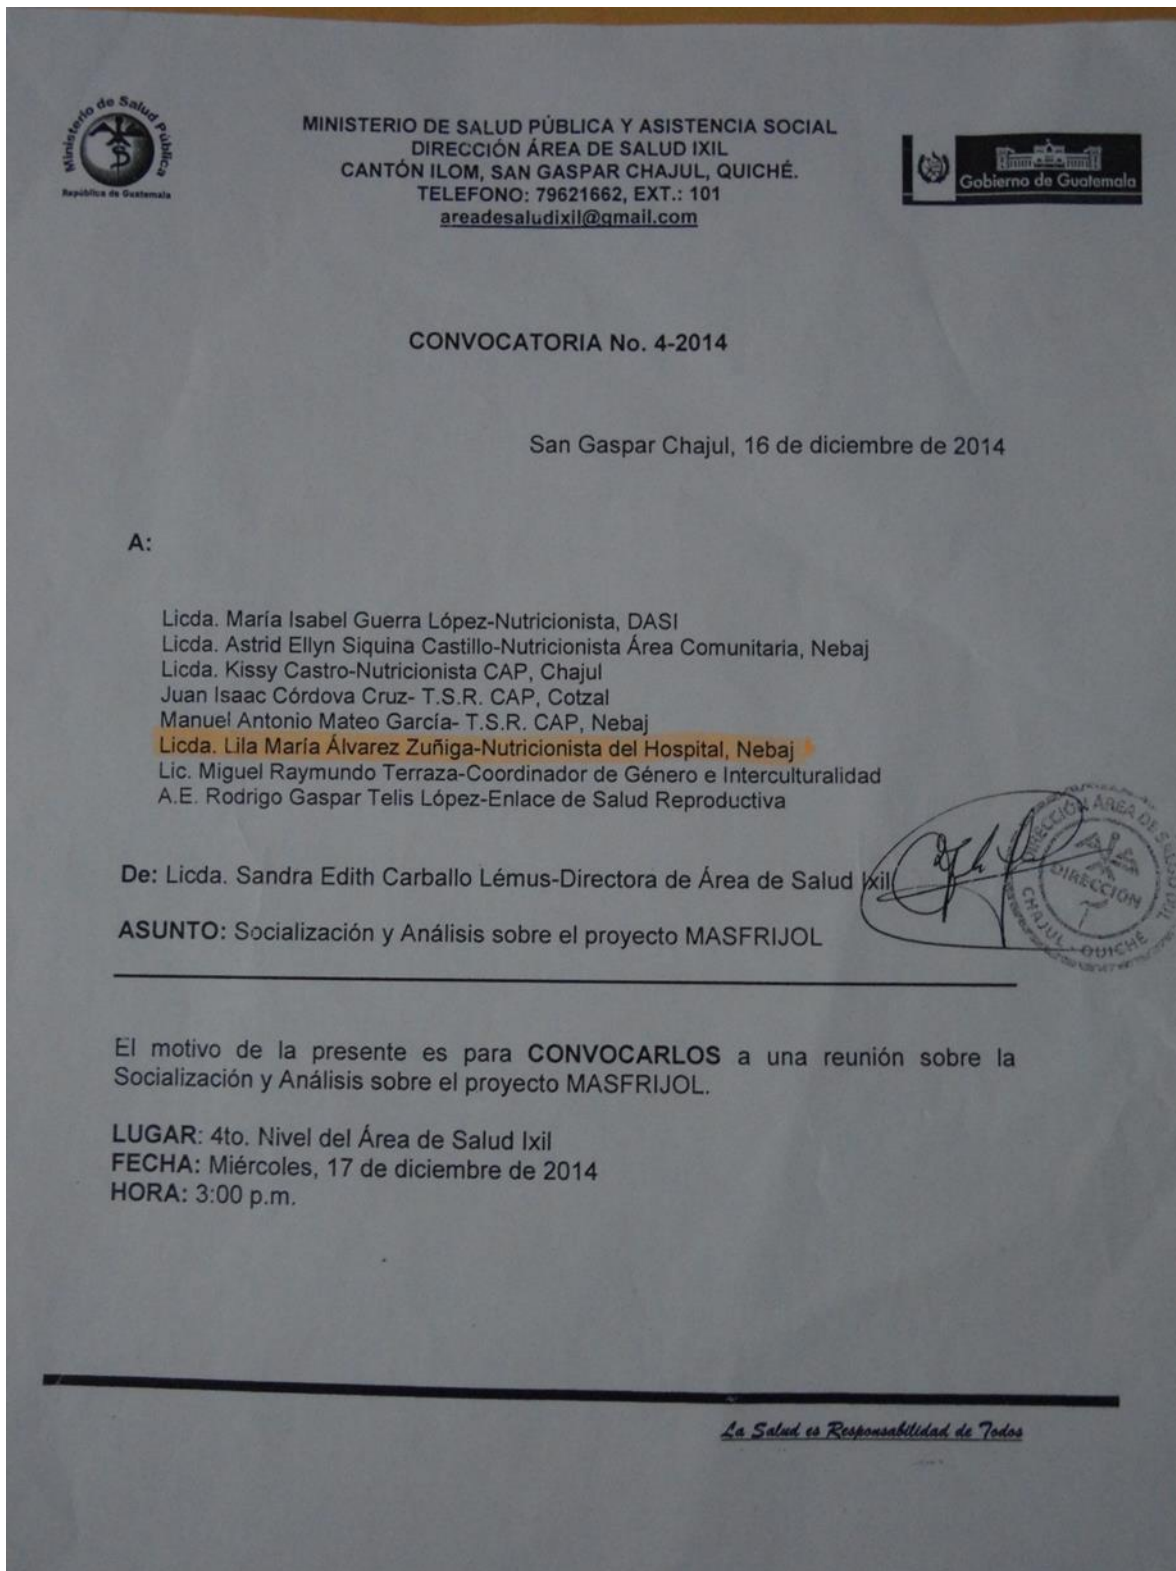 Ministerio de Salud Pública
República de Guatemala
MINISTERIO DE SALUD PÚBLICA Y ASISTENCIA SOCIAL
DIRECCIÓN ÁREA DE SALUD IXIL
CANTÓN ILOM, SAN GASPAR CHAJUL, QUICHÉ.
TELEFONO: 79621662, EXT.: 101
areadesaludixil@gmail.com
Gobierno de Guatemala
CONVOCATORIA No. 4-2014
San Gaspar Chajul, 16 de diciembre de 2014
A:
Licda. María Isabel Guerra López-Nutricionista, DASI
Licda. Astrid Ellyn Siquina Castillo-Nutricionista Área Comunitaria, Nebaj
Licda. Kissy Castro-Nutricionista CAP, Chajul
Juan Isaac Córdova Cruz- T.S.R. CAP, Cotzal
Manuel Antonio Mateo García- T.S.R. CAP, Nebaj
Licda. Lila María Álvarez Zuñiga-Nutricionista del Hospital, Nebaj
Lic. Miguel Raymundo Terraza-Coordinador de Género e Interculturalidad
A.E. Rodrigo Gaspar Telis López-Enlace de Salud Reproductiva
De: Licda. Sandra Edith Carballo Lémus-Directora de Área de Salud Ixil
DIRECCIÓN AREA DE SALUD IXIL
DIRECCION
CHAJUL - QUICHÉ
ASUNTO: Socialización y Análisis sobre el proyecto MASFRIJOL
El motivo de la presente es para CONVOCARLOS a una reunión sobre la
Socialización y Análisis sobre el proyecto MASFRIJOL.
LUGAR: 4to. Nivel del Área de Salud Ixil
FECHA: Miércoles, 17 de diciembre de 2014
HORA: 3:00 p.m.
La Salud es Responsabilidad de Todos